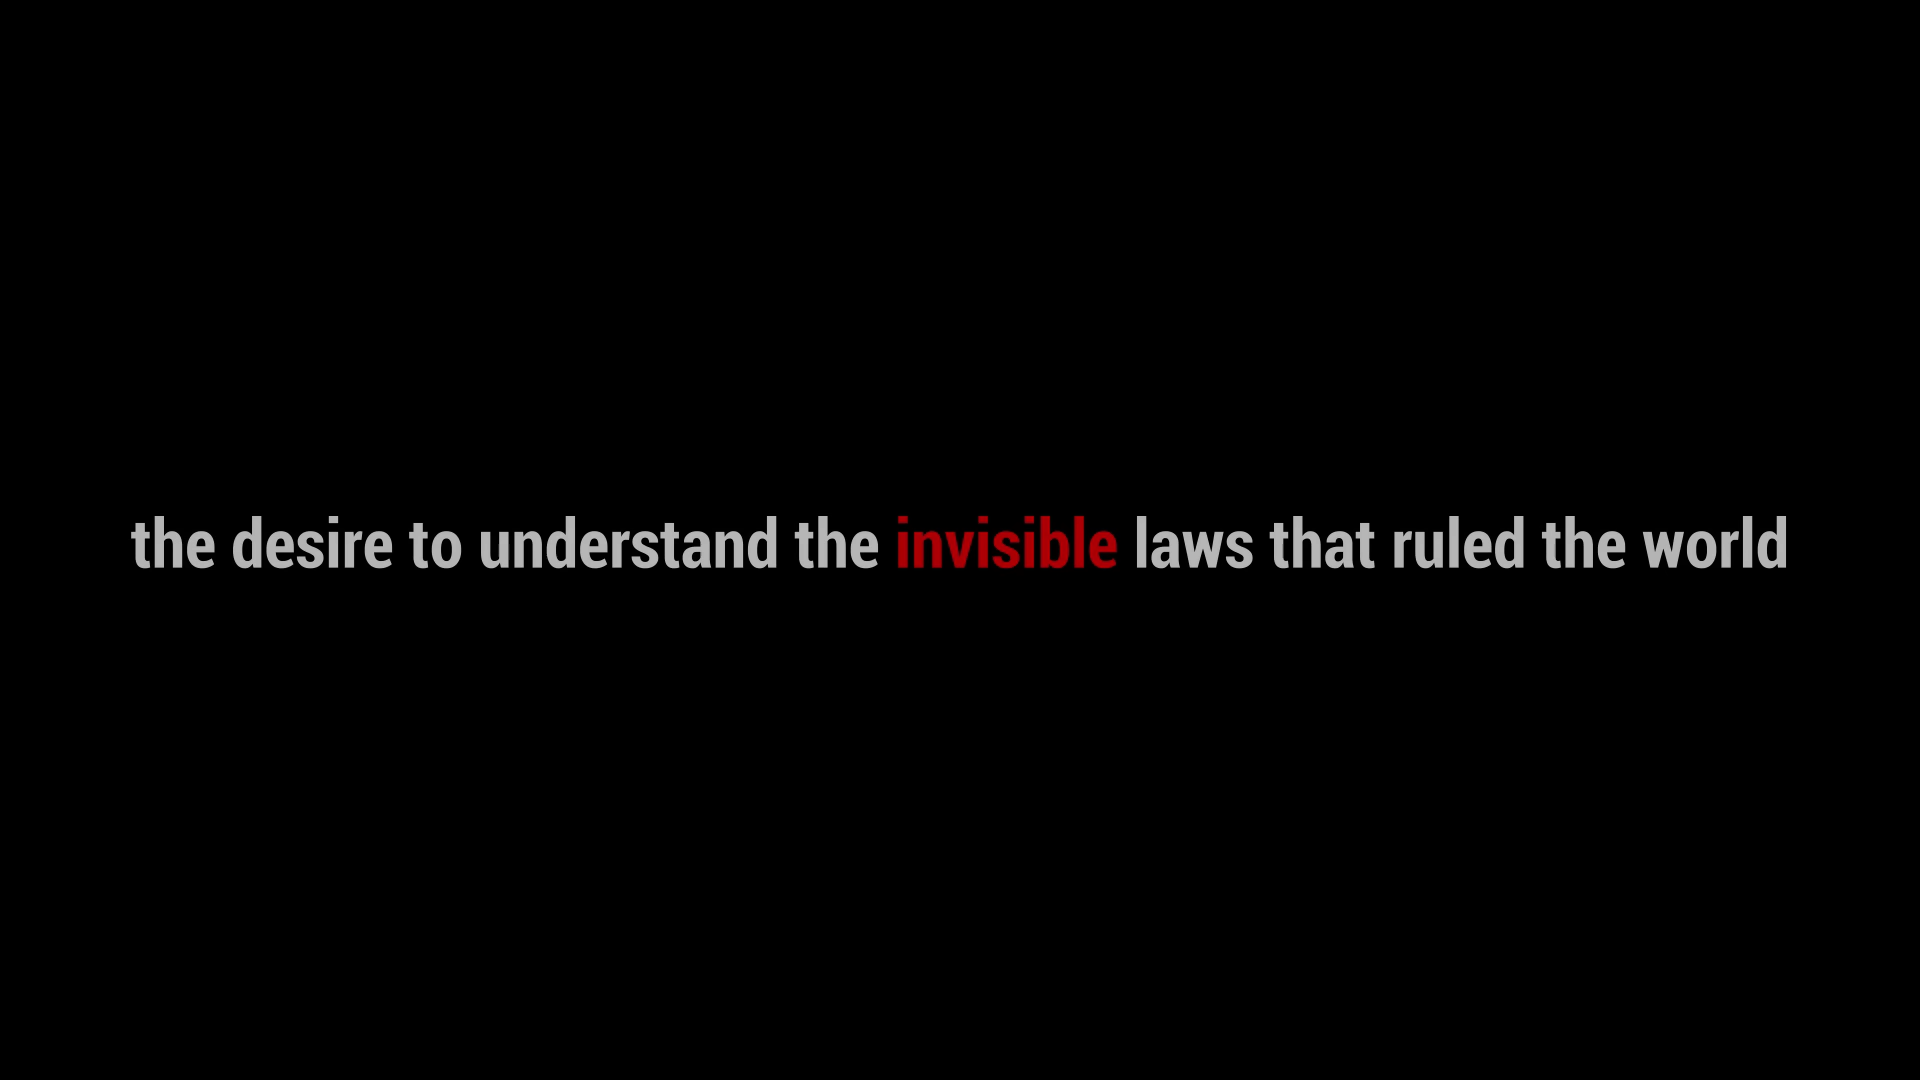 the desire to understand the invisible laws that ruled the world